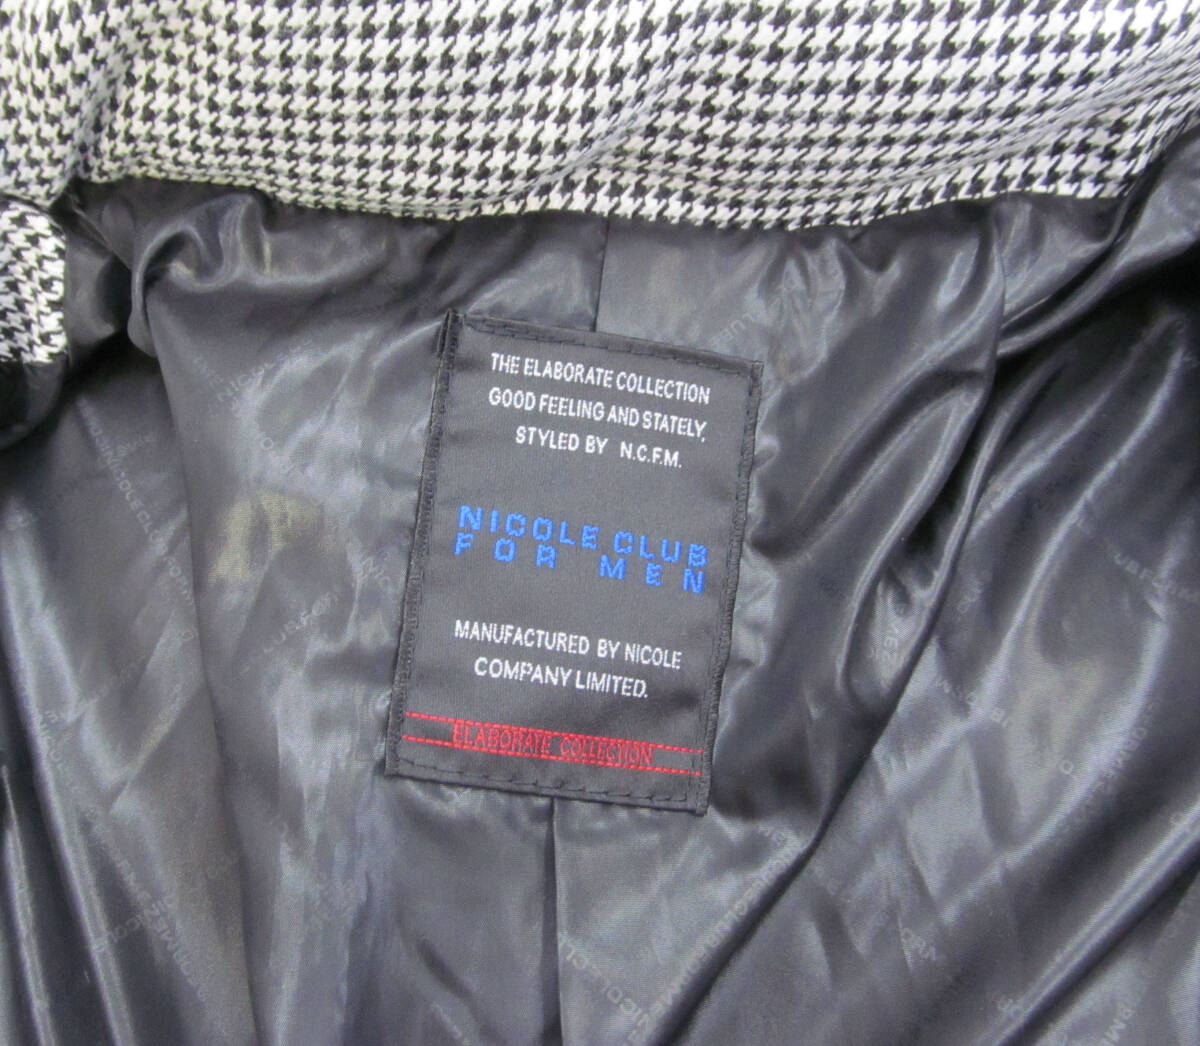 THE ELABORATE COLLECTION
GOOD FEELING AND STATELY,
STYLED BY N.C.F.M.
NICOLE CLUB
FOR MEN
MANUFACTURED BY NICOLE
COMPANY LIMITED.
ELABORATE COLLECTION